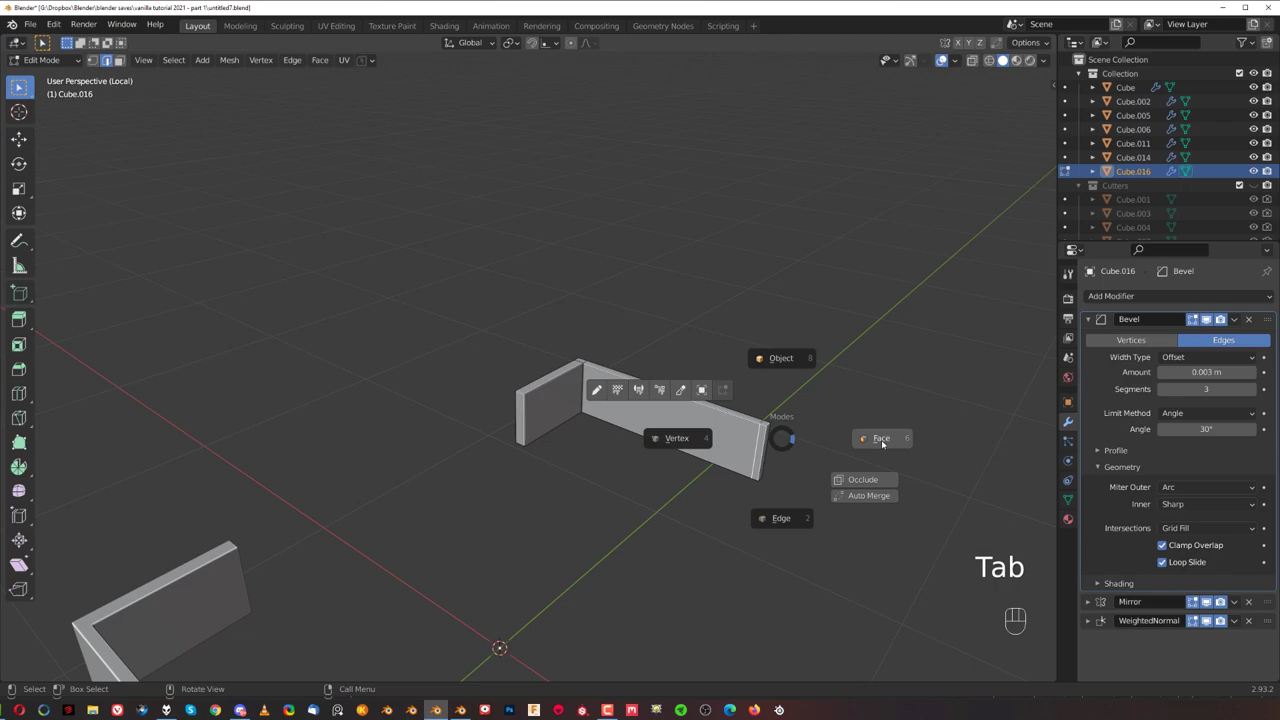 Blender* [G:\Dropbox\Blender\blender saves\vanilla tutorial 2021 - part 1\untitled7.blend]
File Edit Render Window Help Layout Modeling Sculpting UV Editing Texture Paint Shading Animation Rendering Compositing Geometry Nodes Scripting Scene View Layer
Global X Y Z Options
Edit Mode View Select Add Mesh Vertex Edge Face UV
User Perspective (Local)
(1) Cube.016
Scene Collection
Collection
Cube
Cube.002
Cube.005
Cube.006
Cube.011
Cube.014
Cube.016
Cutters
Cube.001
Cube.003
Cube.004
Cube.016 Bevel
Add Modifier
Bevel
Vertices Edges
Width Type Offset
Amount 0.003 m
Segments 3
Limit Method Angle
Angle 30°
Profile
Geometry
Miter Outer Arc
Inner Sharp
Intersections Grid Fill
Clamp Overlap
Loop Slide
Shading
Mirror
WeightedNormal
Object 8
Modes
Vertex 4
Face 6
Occlude
Auto Merge
Edge 2
Tab
Select Box Select Rotate View Call Menu 2.93.2